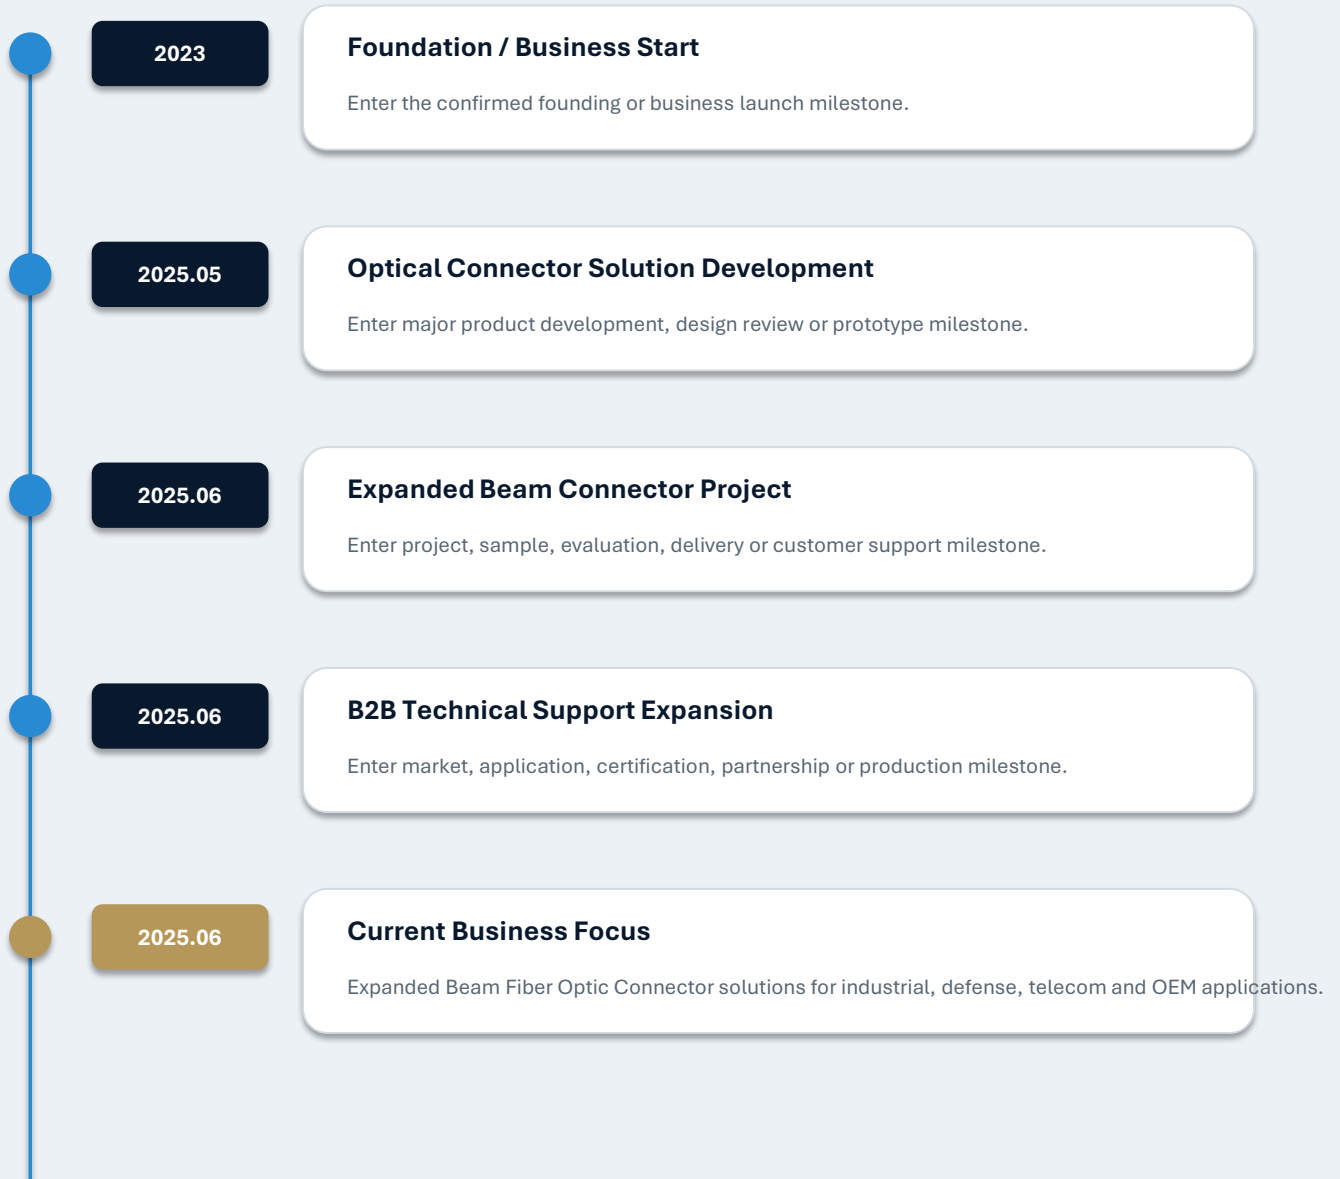 2023
Foundation / Business Start
Enter the confirmed founding or business launch milestone.
2025.05
Optical Connector Solution Development
Enter major product development, design review or prototype milestone.
2025.06
Expanded Beam Connector Project
Enter project, sample, evaluation, delivery or customer support milestone.
2025.06
B2B Technical Support Expansion
Enter market, application, certification, partnership or production milestone.
2025.06
Current Business Focus
Expanded Beam Fiber Optic Connector solutions for industrial, defense, telecom and OEM applications.